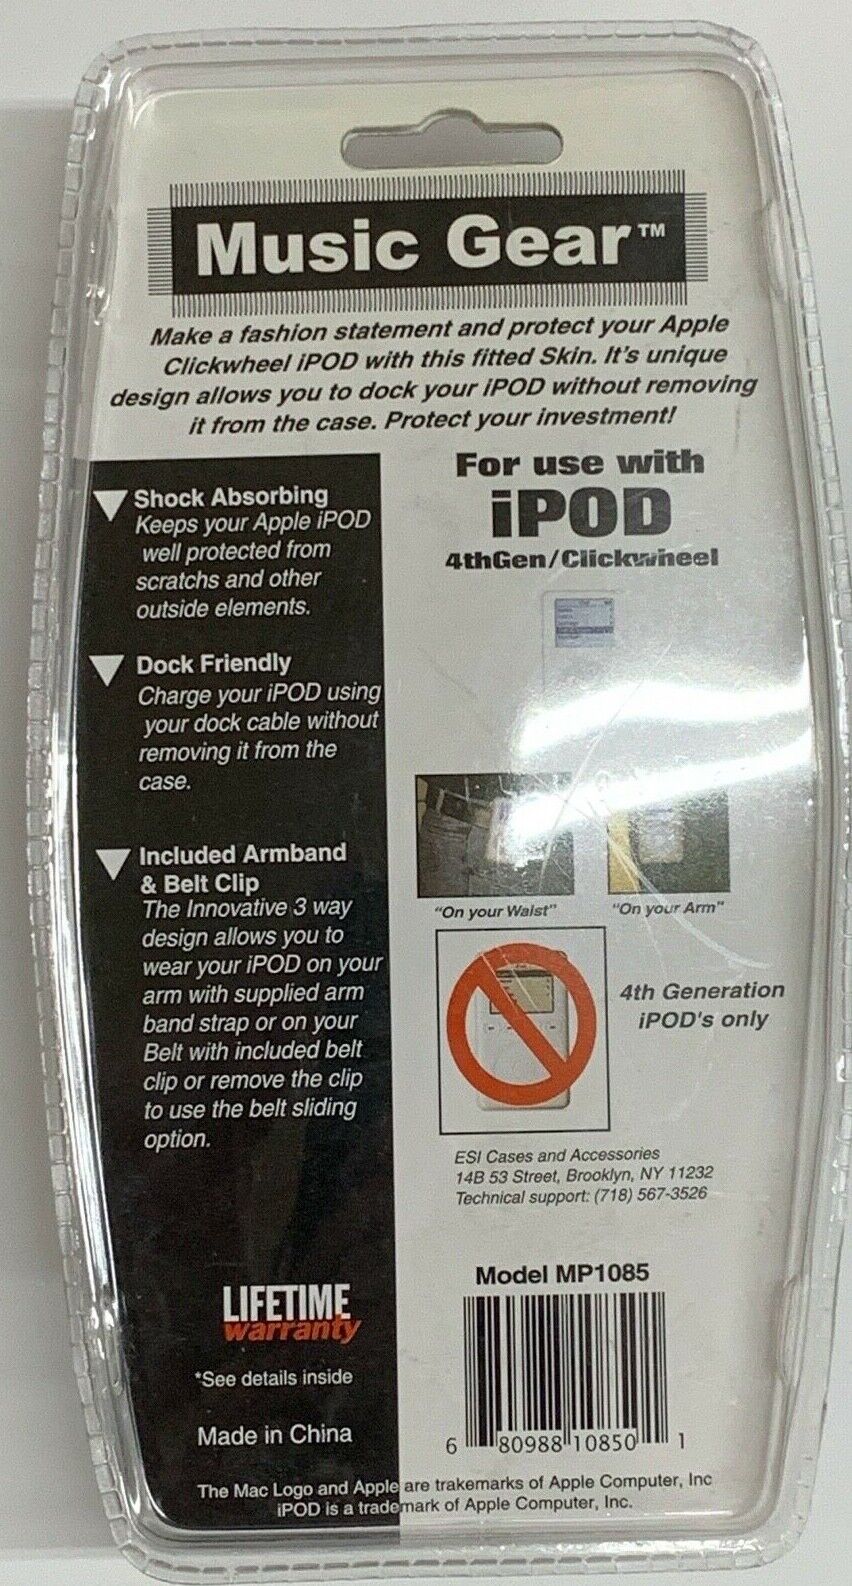 Music Gear™
Make a fashion statement and protect your Apple
Clickwheel iPOD with this fitted Skin. It's unique
design allows you to dock your iPOD without removing
it from the case. Protect your investment!
Shock Absorbing
Keeps your Apple iPOD
well protected from
scratchs and other
outside elements.
Dock Friendly
Charge your iPOD using
your dock cable without
removing it from the
case.
Included Armband
& Belt Clip
The Innovative 3 way
design allows you to
wear your iPOD on your
arm with supplied arm
band strap or on your
Belt with included belt
clip or remove the clip
to use the belt sliding
option.
LIFETIME
warranty
*See details inside
Made in China
For use with
iPOD
4thGen/Clickwheel
"On your Waist"
"On your Arm"
4th Generation
iPOD's only
ESI Cases and Accessories
14B 53 Street, Brooklyn, NY 11232
Technical support: (718) 567-3526
Model MP1085
6 80988 10850 1
The Mac Logo and Apple are trakemarks of Apple Computer, Inc
iPOD is a trademark of Apple Computer, Inc.